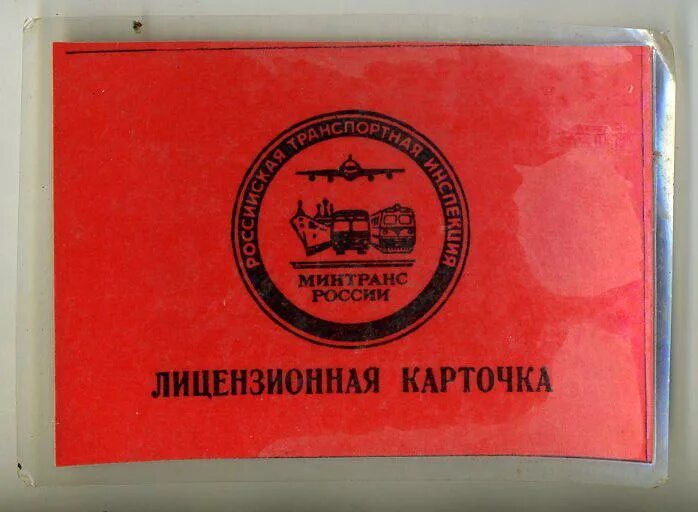 РОССИЙСКАЯ ТРАНСПОРТНАЯ ИНСПЕКЦИЯ
МИНТРАНС
РОССИИ
ЛИЦЕНЗИОННАЯ КАРТОЧКА